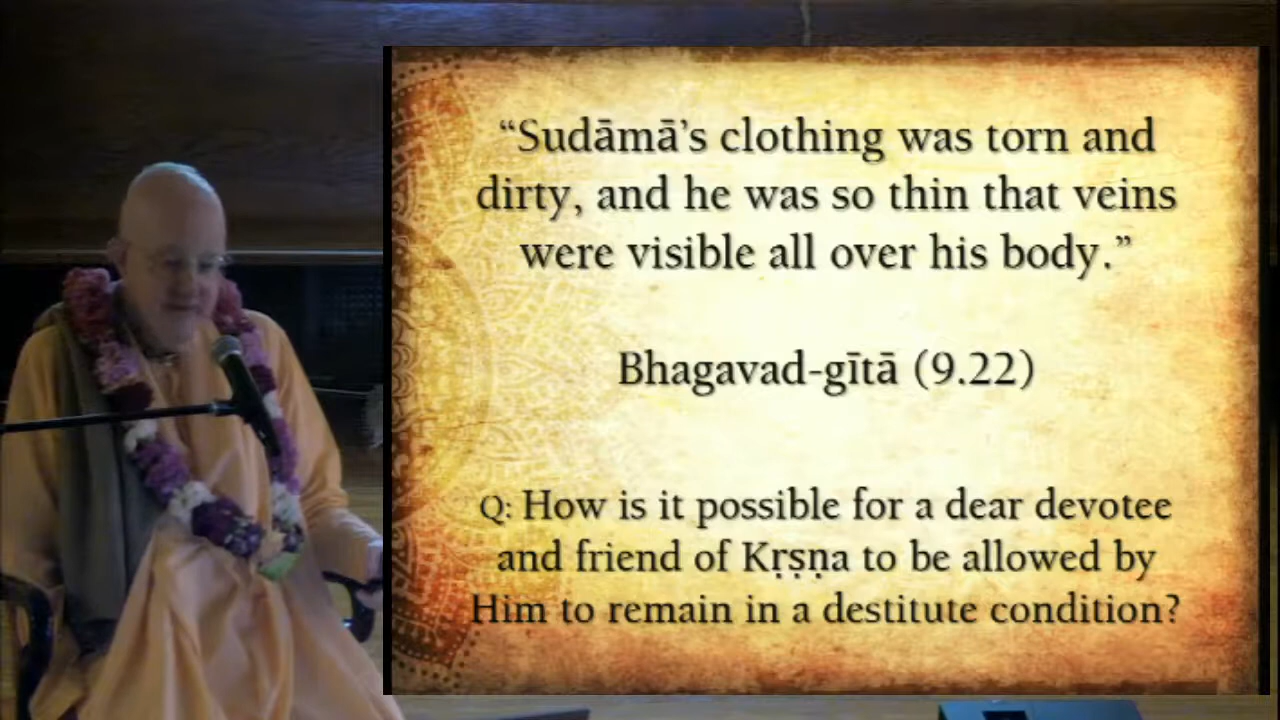 “Sudāmā’s clothing was torn and
dirty, and he was so thin that veins
were visible all over his body.”
Bhagavad-gītā (9.22)
Q: How is it possible for a dear devotee
and friend of Kṛṣṇa to be allowed by
Him to remain in a destitute condition?